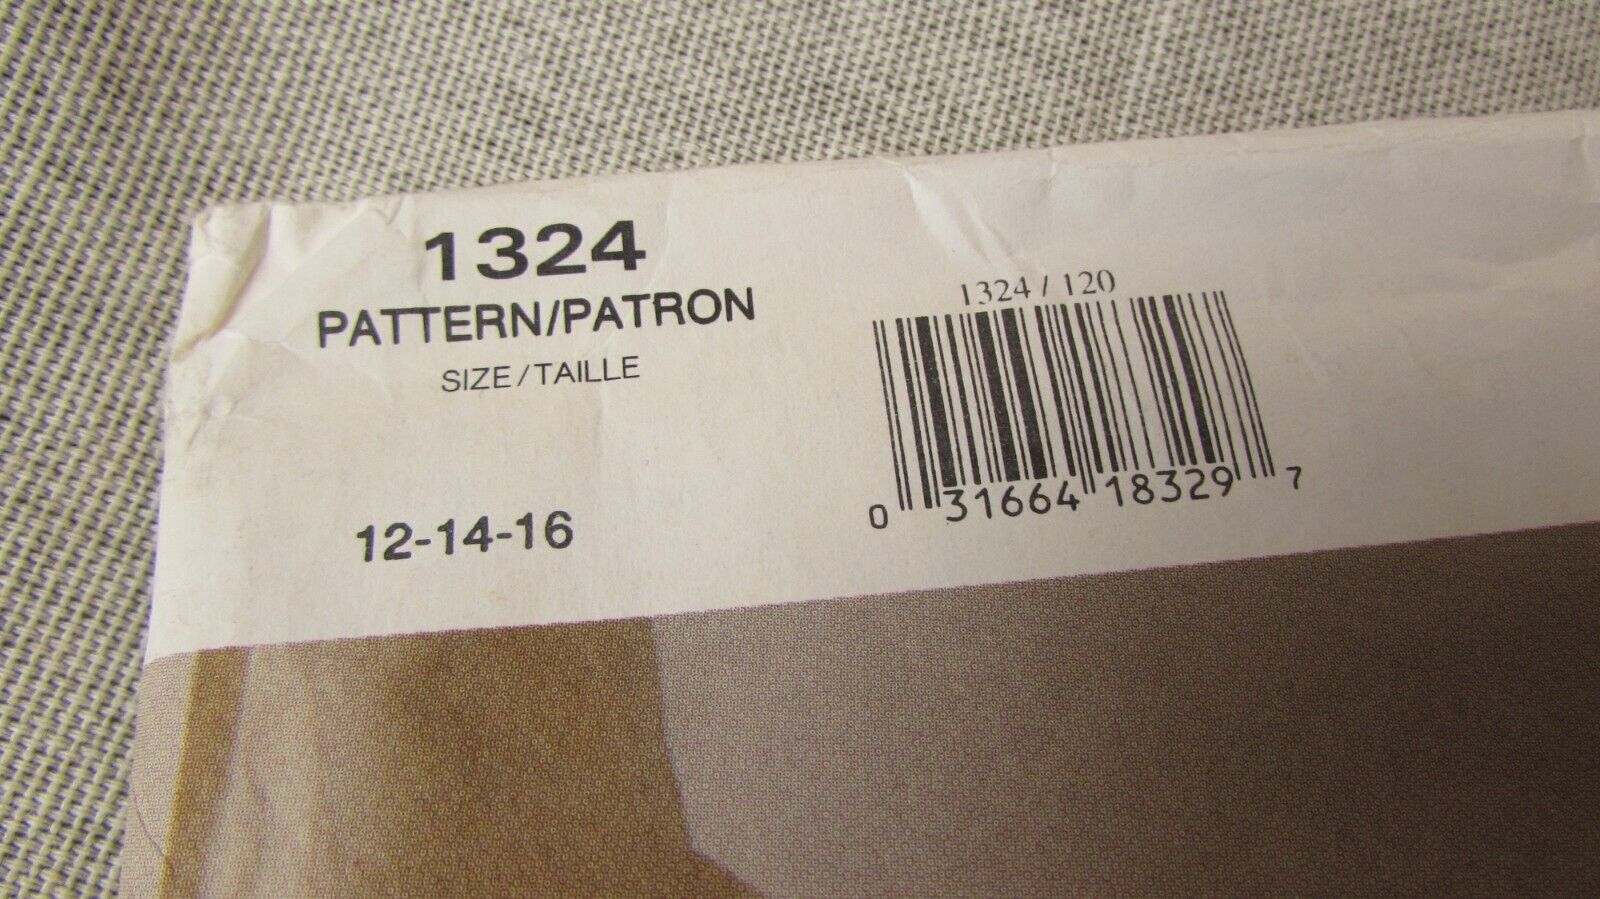 1324
PATTERN/PATRON
SIZE/TAILLE
12-14-16
1324 / 120
0 31664 18329 7